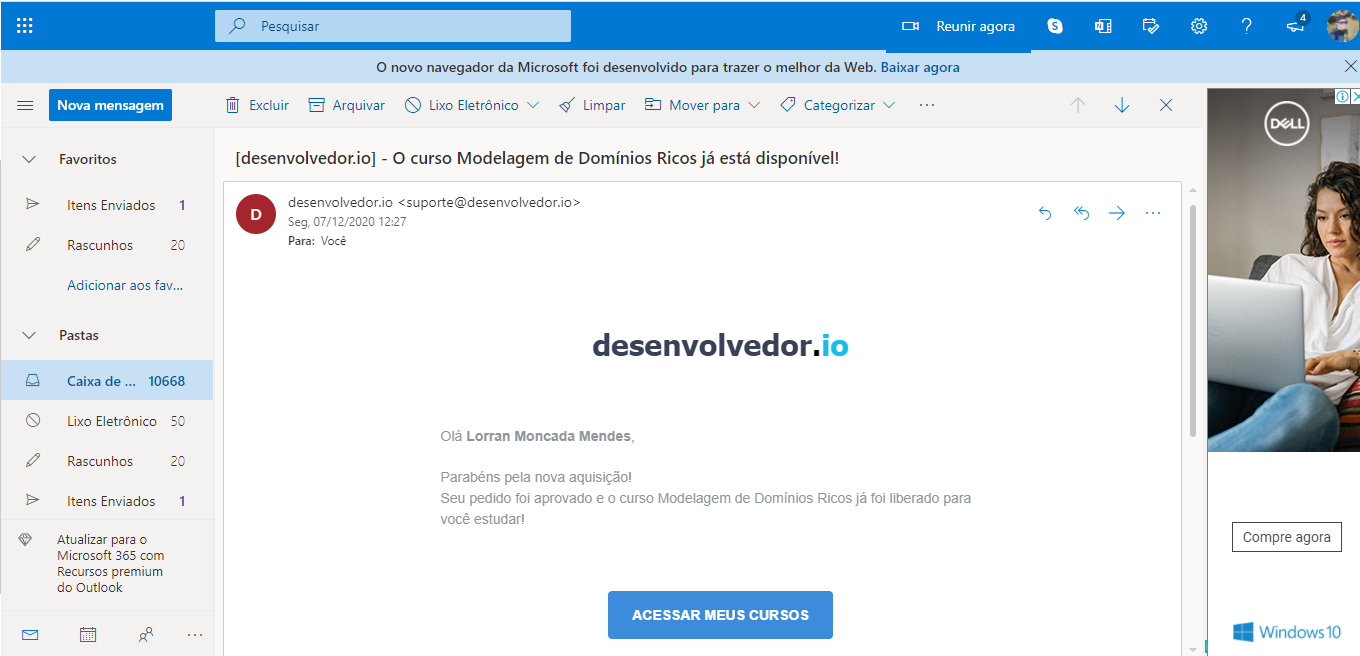 Pesquisar
Reunir agora
4
O novo navegador da Microsoft foi desenvolvido para trazer o melhor da Web. Baixar agora
Nova mensagem
Excluir
Arquivar
Lixo Eletrônico
Limpar
Mover para
Categorizar
Favoritos
Itens Enviados 1
Rascunhos 20
Adicionar aos fav...
Pastas
Caixa de ... 10668
Lixo Eletrônico 50
Rascunhos 20
Itens Enviados 1
Atualizar para o
Microsoft 365 com
Recursos premium
do Outlook
[desenvolvedor.io] - O curso Modelagem de Domínios Ricos já está disponível!
D
desenvolvedor.io <suporte@desenvolvedor.io>
Seg, 07/12/2020 12:27
Para: Você
desenvolvedor.io
Olá Lorran Moncada Mendes,
Parabéns pela nova aquisição!
Seu pedido foi aprovado e o curso Modelagem de Domínios Ricos já foi liberado para
você estudar!
ACESSAR MEUS CURSOS
DELL
Compre agora
Windows 10